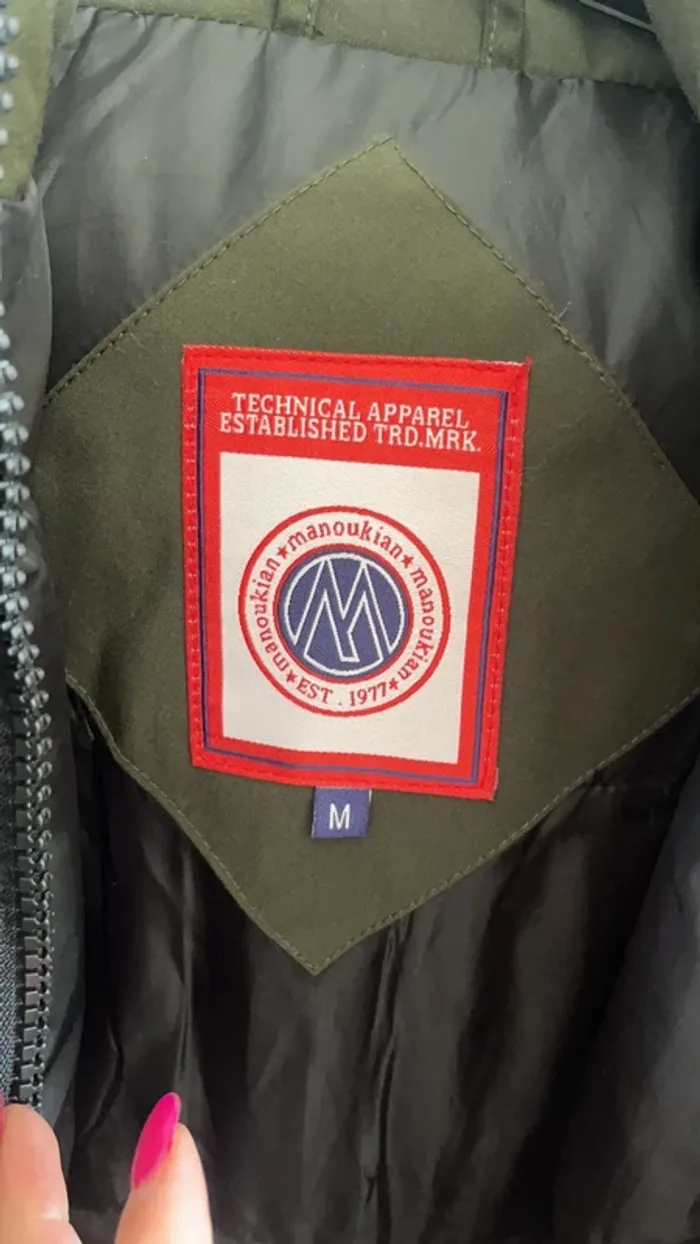 TECHNICAL APPAREL
ESTABLISHED TRD.MRK.
manoukian★manoukian★manoukian
★EST . 1977★
M
M